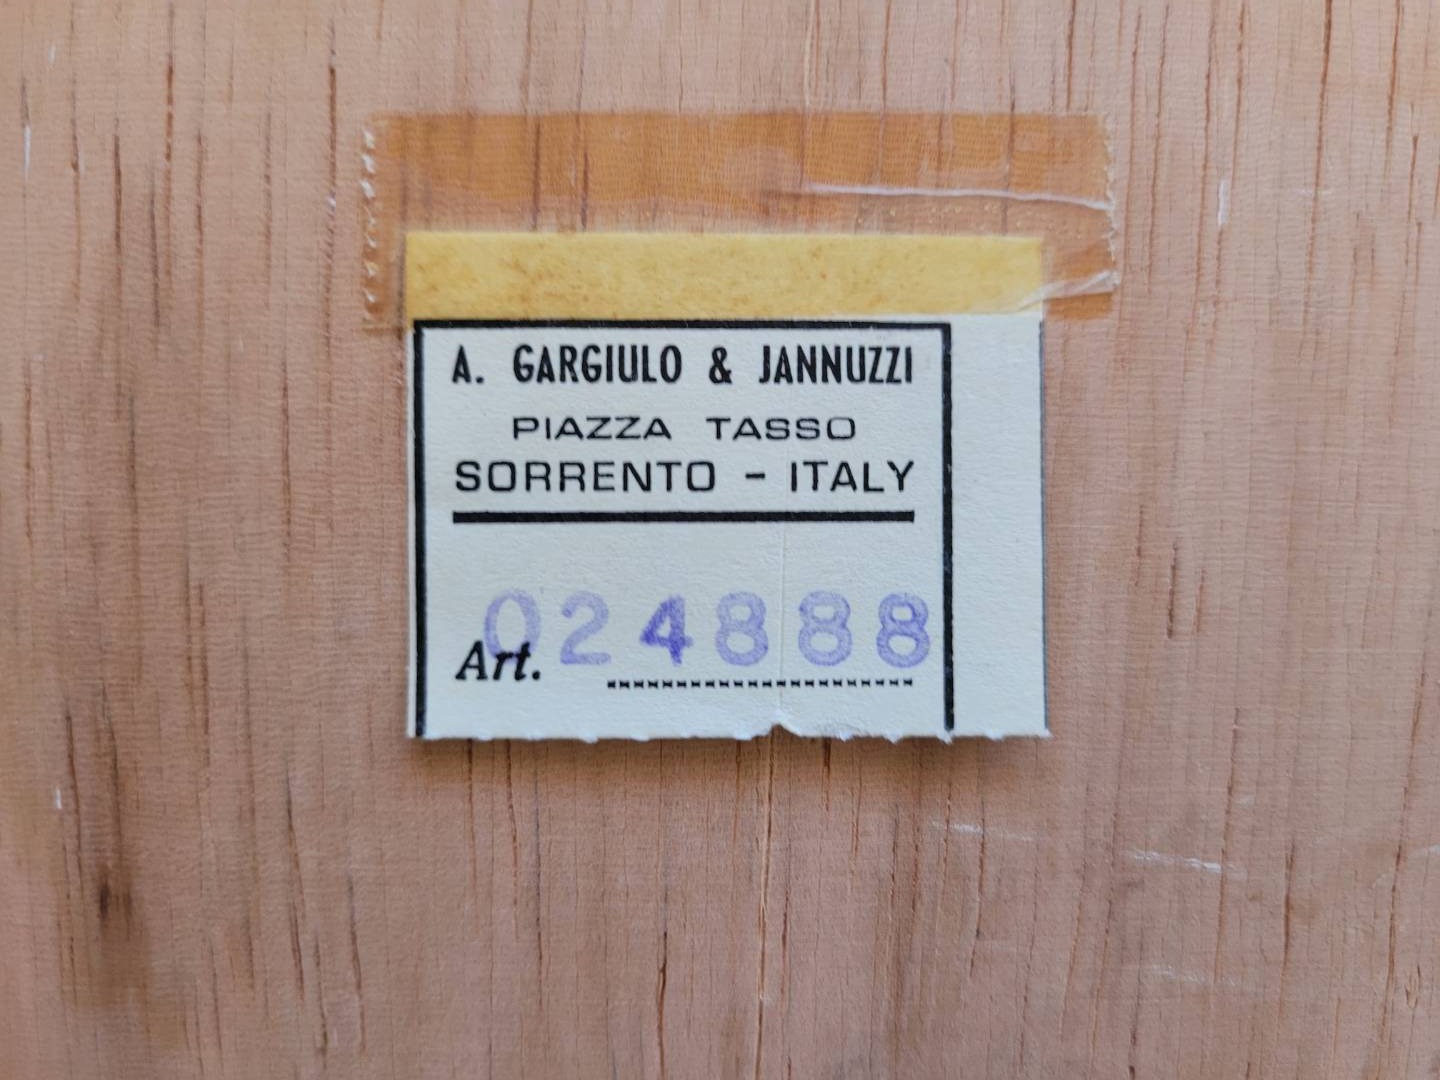 A. GARGIULO & JANNUZZI
PIAZZA TASSO
SORRENTO - ITALY
Art. 024888